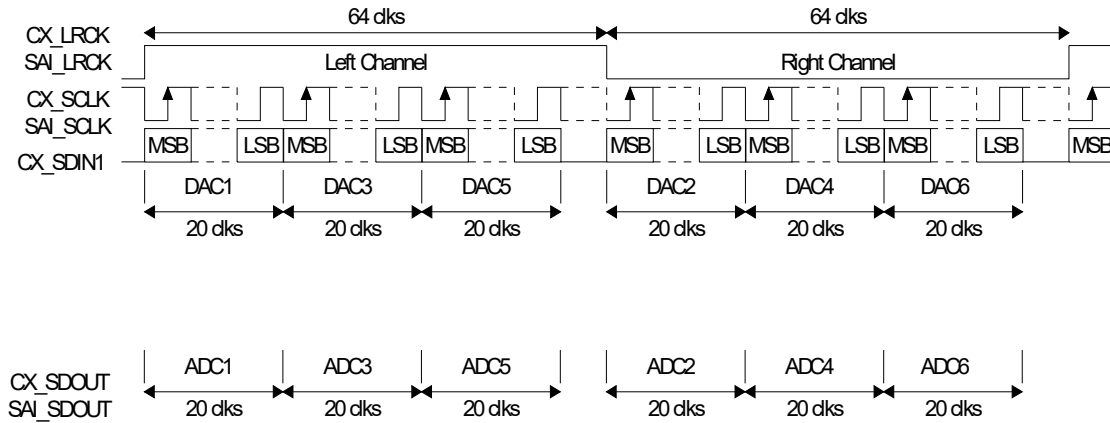 64 clks 64 clks
CX_LRCK
SAI_LRCK Left Channel Right Channel
CX_SCLK
SAI_SCLK
CX_SDIN1 MSB LSB MSB LSB MSB LSB MSB LSB MSB LSB MSB LSB MSB
DAC1 DAC3 DAC5 DAC2 DAC4 DAC6
20 clks 20 clks 20 clks 20 clks 20 clks 20 clks
ADC1 ADC3 ADC5 ADC2 ADC4 ADC6
CX_SDOUT
SAI_SDOUT 20 clks 20 clks 20 clks 20 clks 20 clks 20 clks